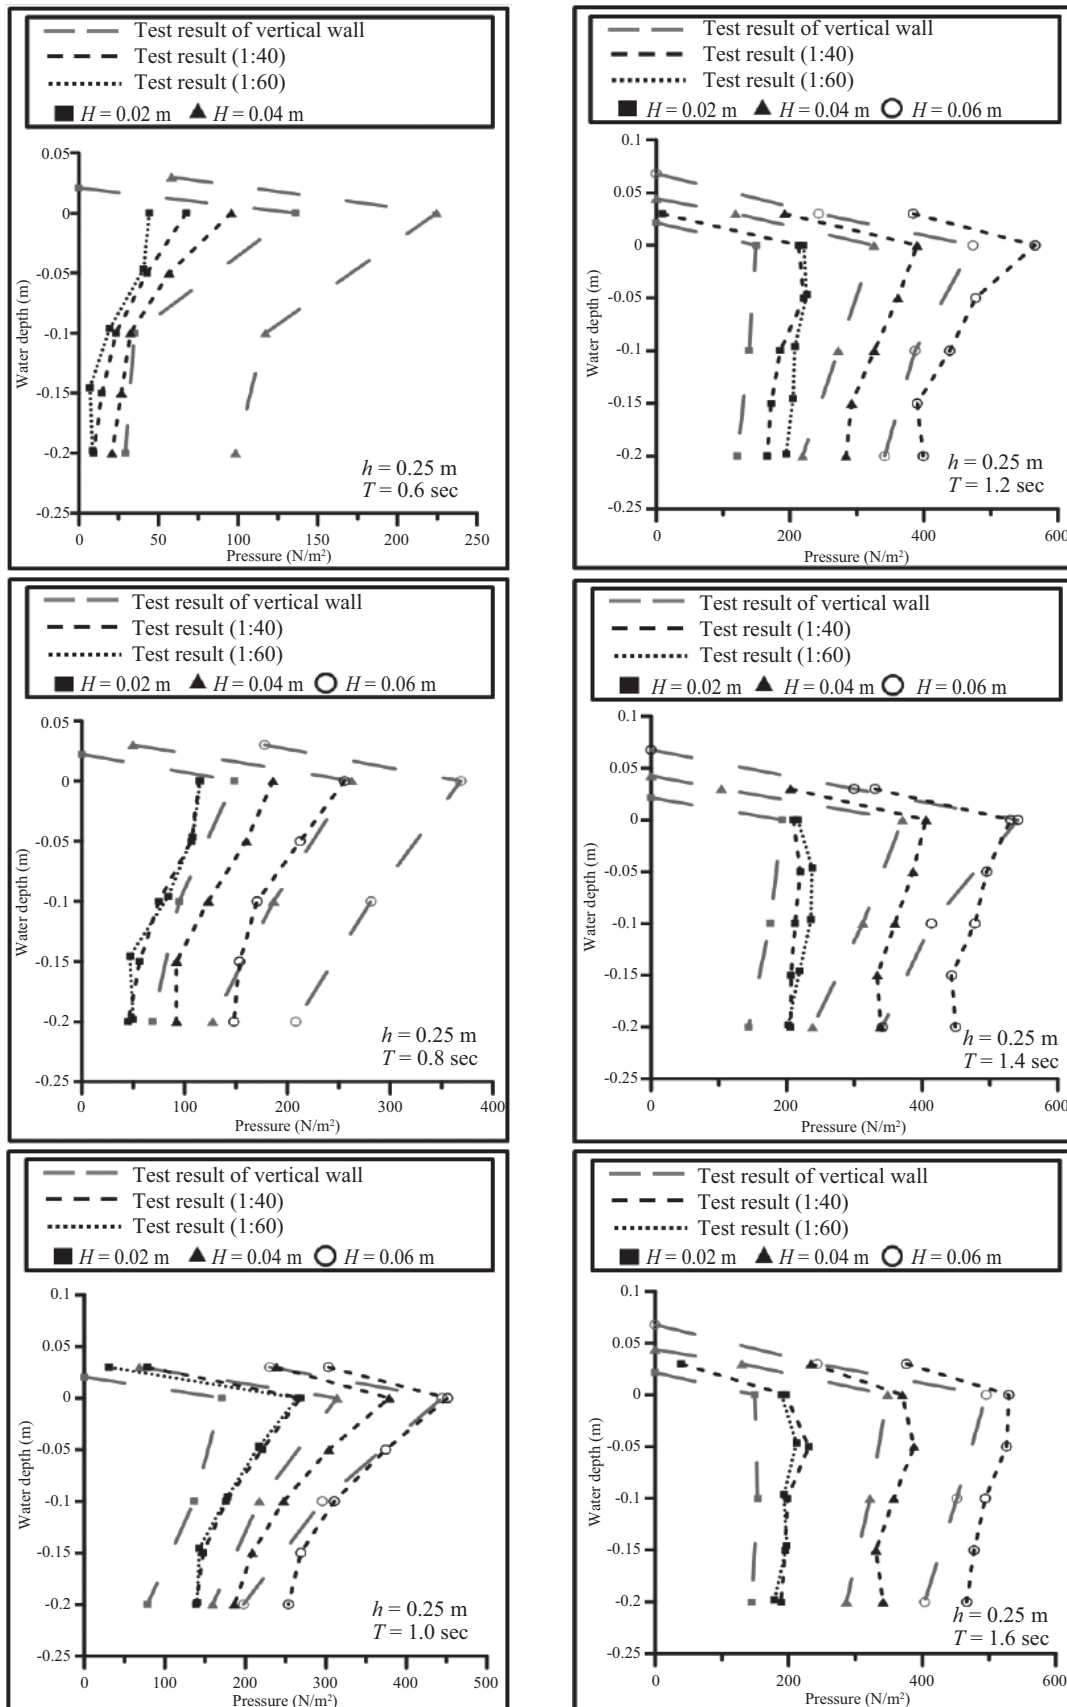 Test result of vertical wall
Test result (1:40)
Test result (1:60)
H = 0.02 m H = 0.04 m
0.05
0
-0.05
-0.1
-0.15
-0.2
-0.25
Water depth (m)
h = 0.25 m
T = 0.6 sec
0 50 100 150 200 250
Pressure (N/m²)
Test result of vertical wall
Test result (1:40)
Test result (1:60)
H = 0.02 m H = 0.04 m H = 0.06 m
0.1
0.05
0
-0.05
-0.1
-0.15
-0.2
-0.25
Water depth (m)
h = 0.25 m
T = 1.2 sec
0 200 400 600
Pressure (N/m²)
Test result of vertical wall
Test result (1:40)
Test result (1:60)
H = 0.02 m H = 0.04 m H = 0.06 m
0.05
0
-0.05
-0.1
-0.15
-0.2
-0.25
Water depth (m)
h = 0.25 m
T = 0.8 sec
0 100 200 300 400
Pressure (N/m²)
Test result of vertical wall
Test result (1:40)
Test result (1:60)
H = 0.02 m H = 0.04 m H = 0.06 m
0.1
0.05
0
-0.05
-0.1
-0.15
-0.2
-0.25
Water depth (m)
h = 0.25 m
T = 1.4 sec
0 200 400 600
Pressure (N/m²)
Test result of vertical wall
Test result (1:40)
Test result (1:60)
H = 0.02 m H = 0.04 m H = 0.06 m
0.1
0.05
0
-0.05
-0.1
-0.15
-0.2
-0.25
Water depth (m)
h = 0.25 m
T = 1.0 sec
0 100 200 300 400 500
Pressure (N/m²)
Test result of vertical wall
Test result (1:40)
Test result (1:60)
H = 0.02 m H = 0.04 m H = 0.06 m
0.1
0.05
0
-0.05
-0.1
-0.15
-0.2
-0.25
Water depth (m)
h = 0.25 m
T = 1.6 sec
0 200 400 600
Pressure (N/m²)